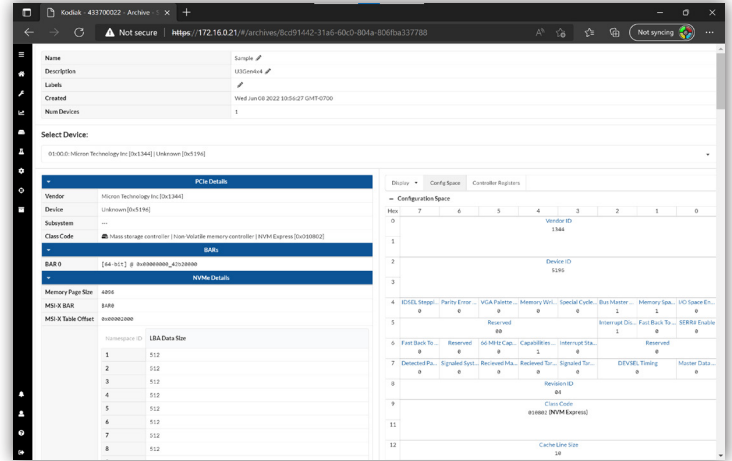 Kodiak - 433700022 - Archive - S
Not secure | https://172.16.0.21/#/archives/8cd91442-31a6-60c0-804a-806fba337788
Not syncing
Name Sample
Description U3Gen4x4
Labels
Created Wed Jun 08 2022 10:56:27 GMT-0700
Num Devices 1
Select Device:
01:00.0: Micron Technology Inc [0x1344] | Unknown [0x5196]
PCIe Details
Vendor Micron Technology Inc [0x1344]
Device Unknown [0x5196]
Subsystem ---
Class Code Mass storage controller | Non-Volatile memory controller | NVM Express [0x010802]
BARs
BAR 0 [64-bit] @ 0x00000000_42b20000
NVMe Details
Memory Page Size 4096
MSI-X BAR BAR0
MSI-X Table Offset 0x00002000
Namespace ID LBA Data Size
1 512
2 512
3 512
4 512
5 512
6 512
7 512
8 512
Display Config Space Controller Registers
Configuration Space
Hex 7 6 5 4 3 2 1 0
0 Vendor ID
1344
1
2 Device ID
5196
3
4 IDSEL Steppi... Parity Error ... VGA Palette ... Memory Wri... Special Cycle... Bus Master ... Memory Spa... I/O Space En...
0 0 0 0 0 1 1 0
5 Reserved Interrupt Dis... Fast Back To ... SERR# Enable
00 1 0 0
6 Fast Back To ... Reserved 66 MHz Cap... Capabilities... Interrupt Sta... Reserved
0 0 0 1 0 0
7 Detected Pa... Signaled Syst... Recieved Ma... Recieved Tar... Signaled Tar... DEVSEL Timing Master Data...
0 0 0 0 0 0 0
8 Revision ID
04
9 Class Code
010802 (NVM Express)
11
12 Cache Line Size
10